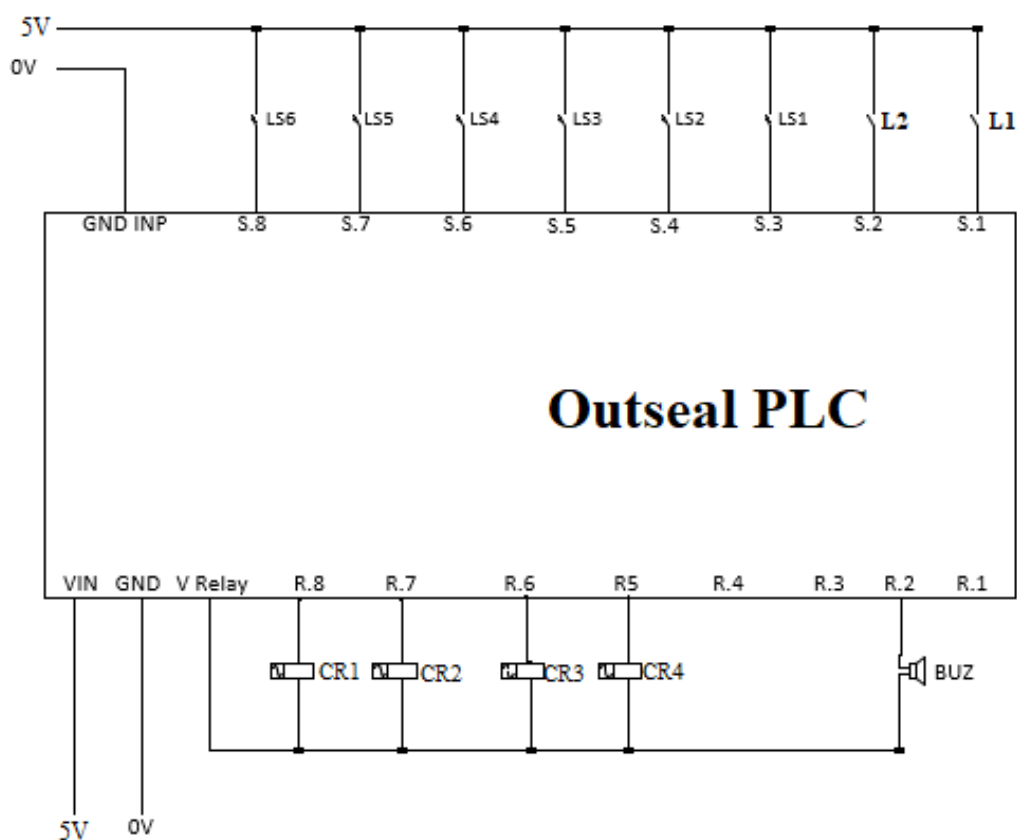 5V
0V
LS6 LS5 LS4 LS3 LS2 LS1 L2 L1
GND INP S.8 S.7 S.6 S.5 S.4 S.3 S.2 S.1
Outseal PLC
VIN GND V Relay R.8 R.7 R.6 R5 R.4 R.3 R.2 R.1
CR1 CR2 CR3 CR4 BUZ
5V 0V